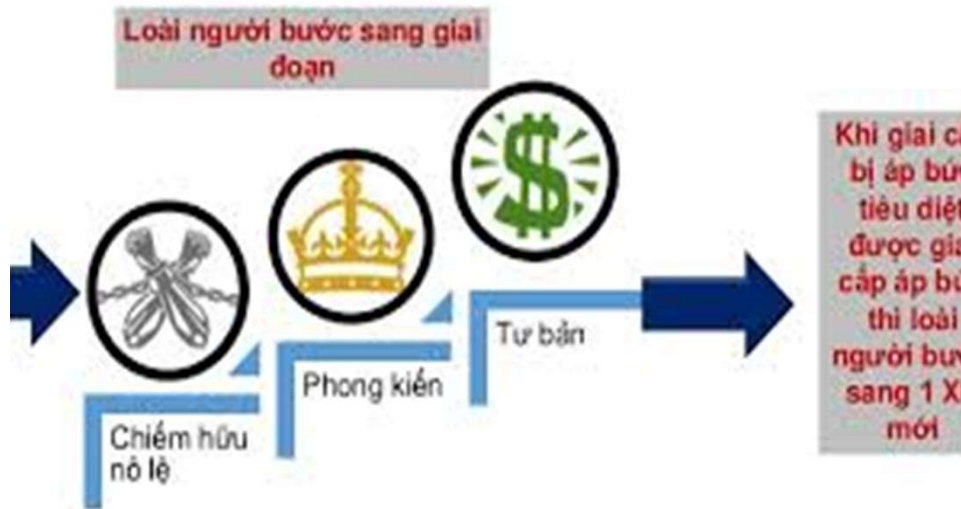 Loài người bước sang giai
đoạn
Chiếm hữu
nô lệ
Phong kiến
Tư bản
Khi giai
bị áp
tiêu diệt
được
cấp áp
thì loài
người
sang 1
mới